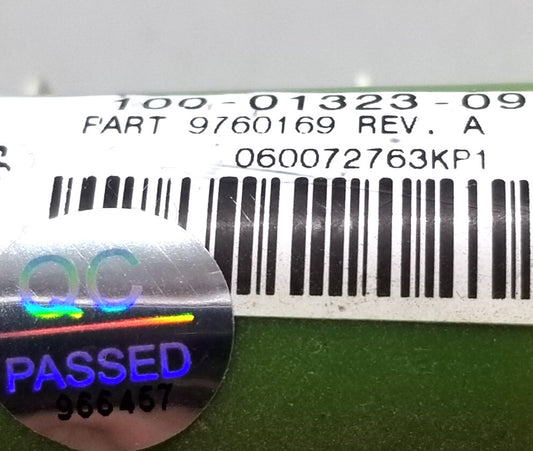 100-01323-09
PART 9760169 REV. A
060072763KP1
QC
PASSED
966467